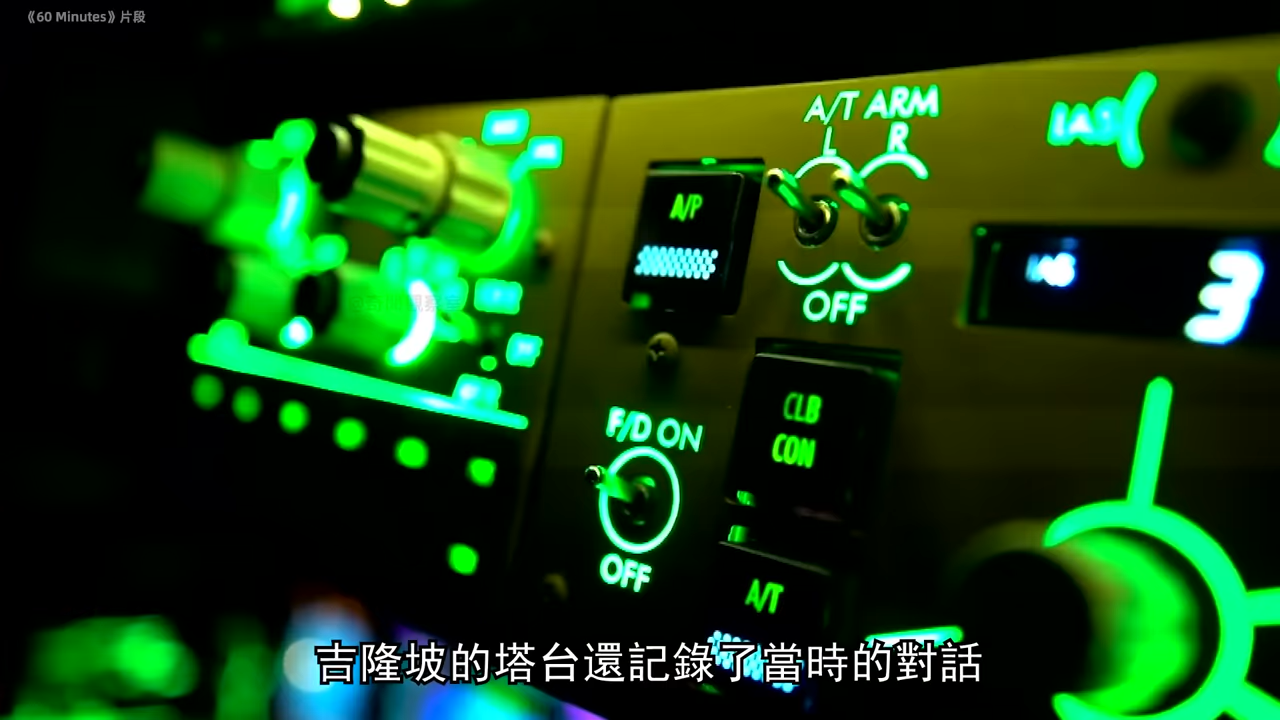 《60 Minutes》片段
A/T ARM
L R
IAS
A/P
IAS
3
OFF
CLB
CON
F/D ON
OFF
A/T
吉隆坡的塔台還記錄了當時的對話